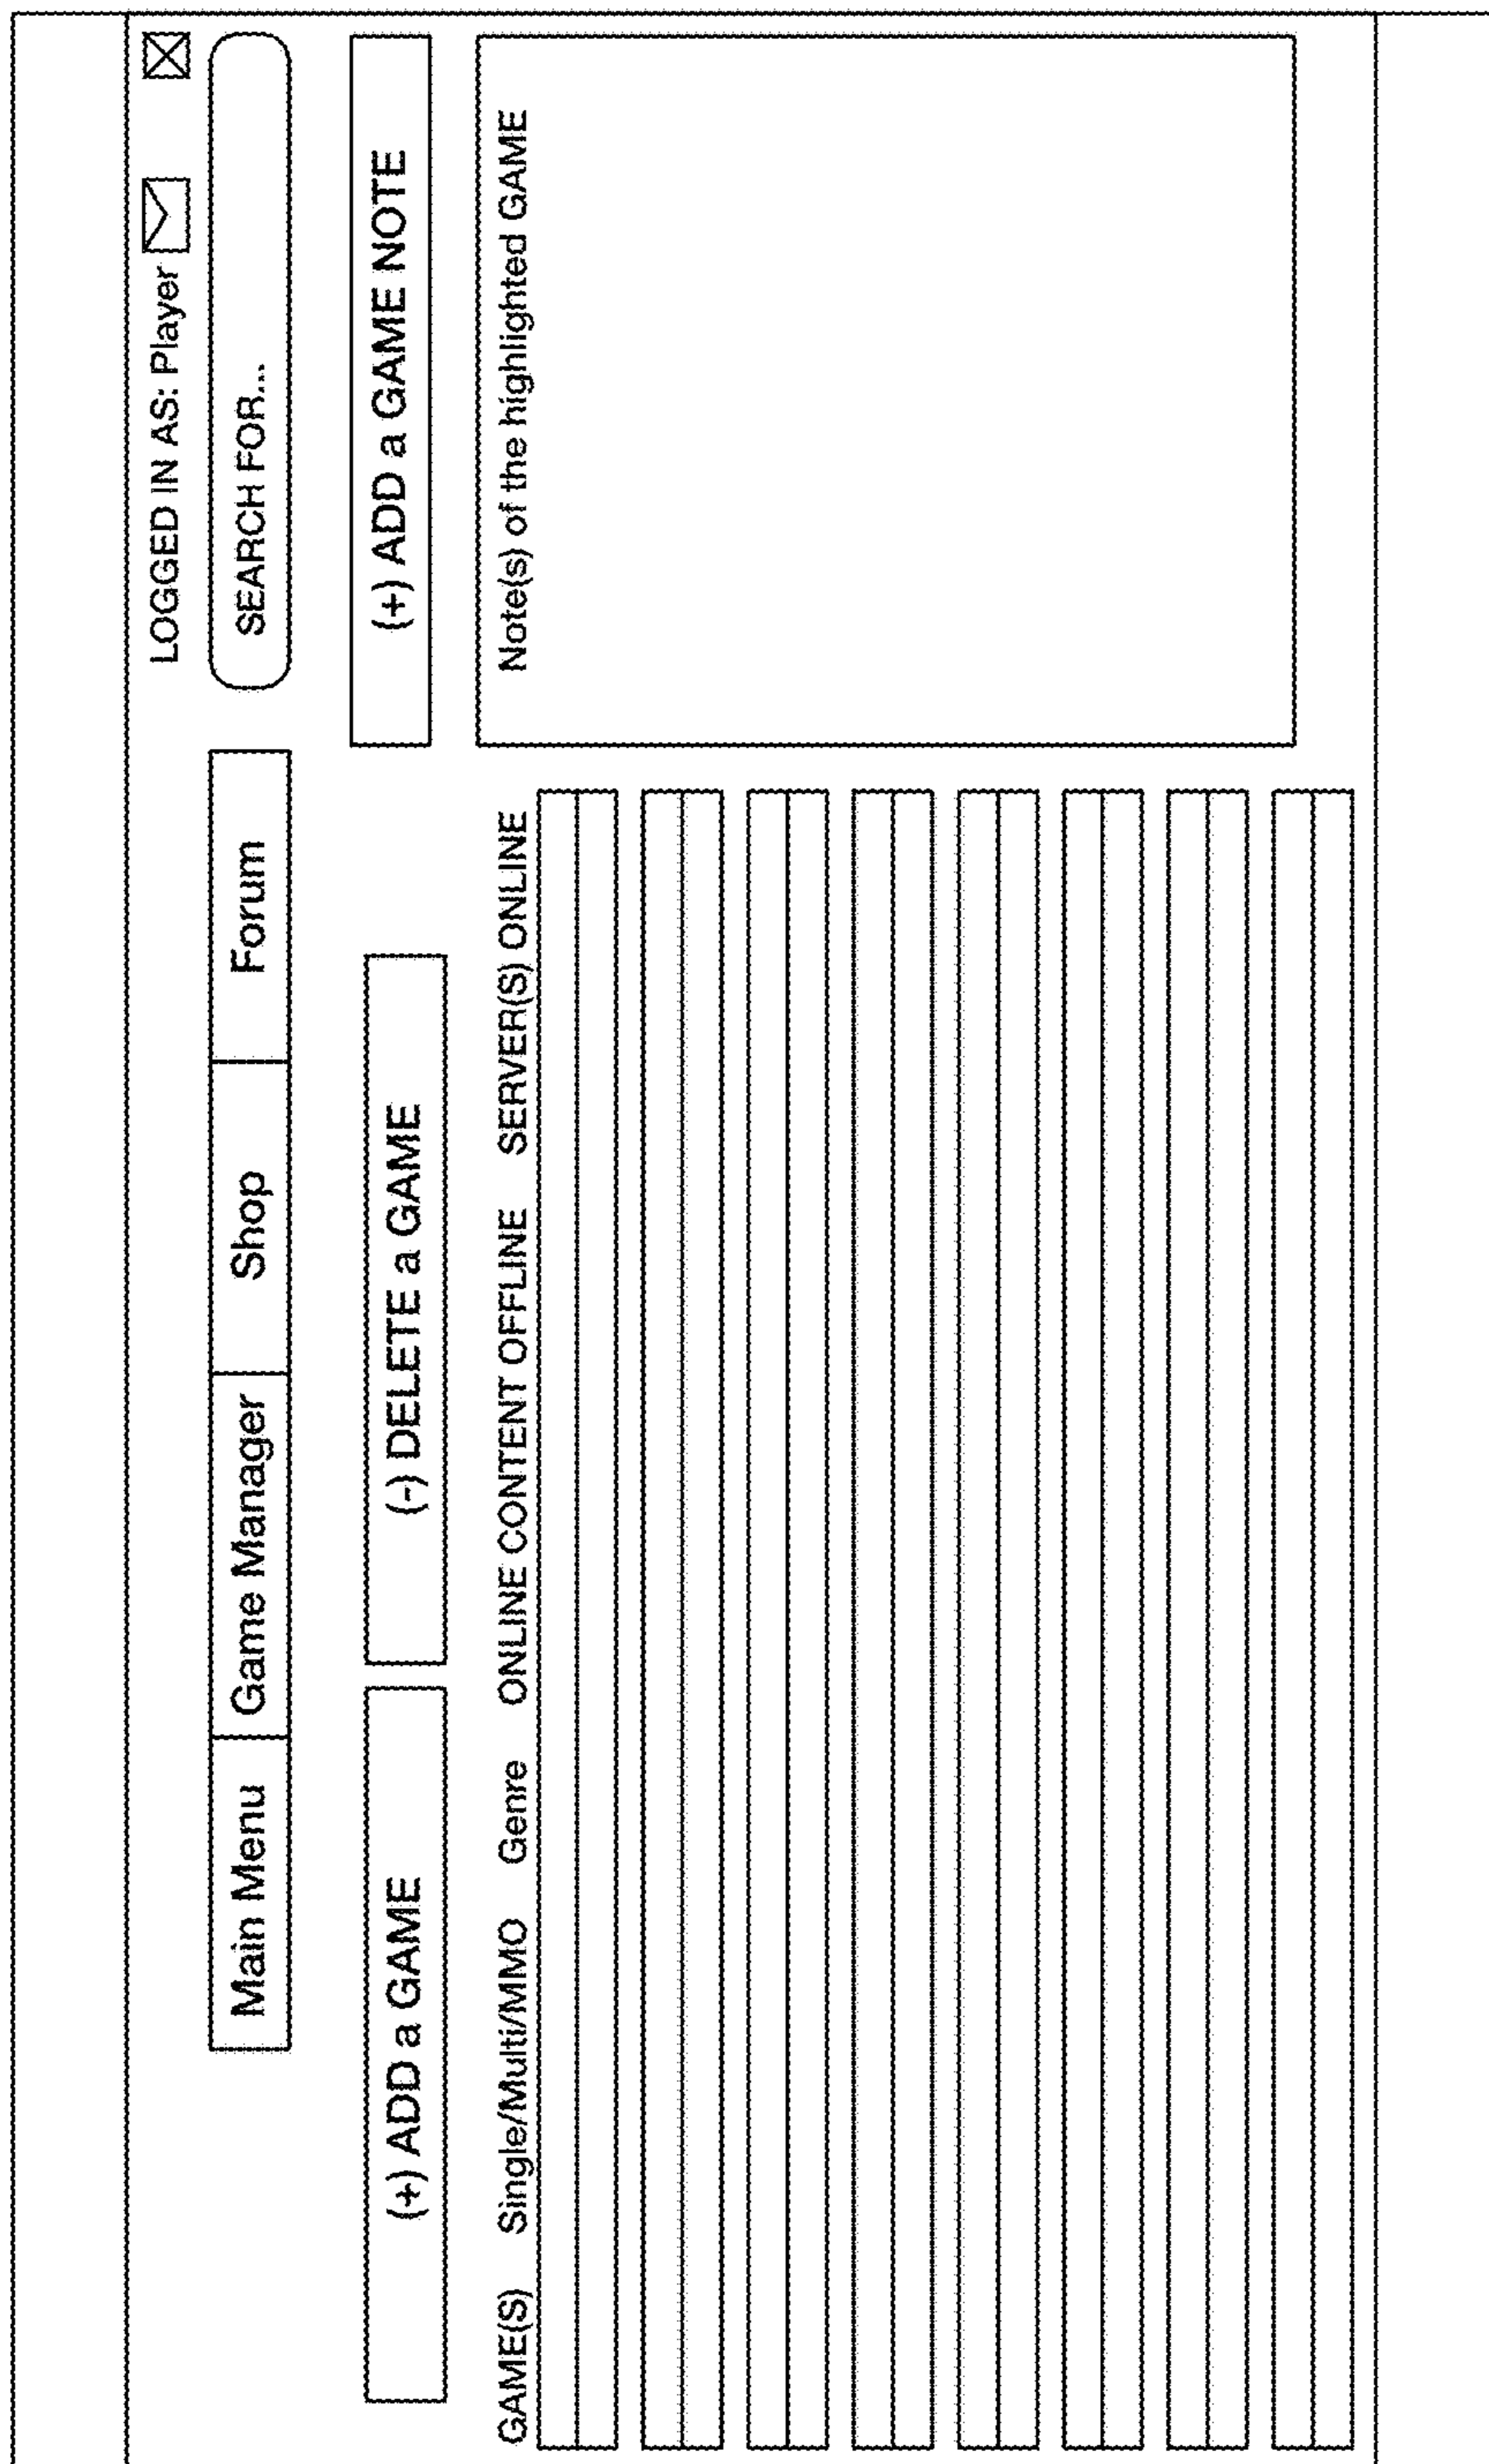 LOGGED IN AS: Player
Main Menu Game Manager Shop Forum SEARCH FOR...
(+) ADD a GAME (-) DELETE a GAME (+) ADD a GAME NOTE
GAME(S) Single/Multi/MMO Genre ONLINE CONTENT OFFLINE SERVER(S) ONLINE Note(s) of the highlighted GAME